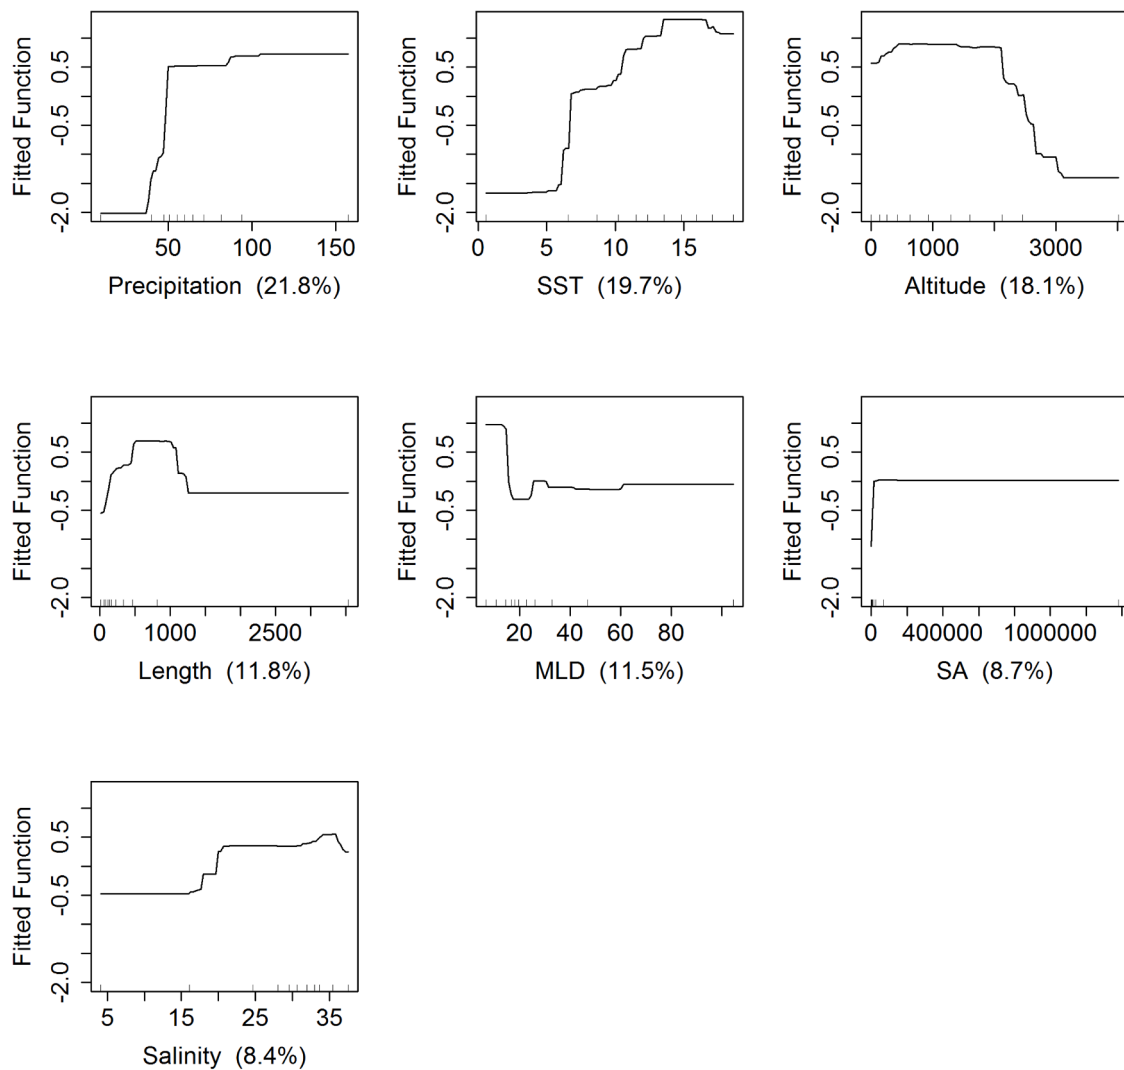 Fitted Function
0.5
-0.5
-2.0
50 100 150
Precipitation (21.8%)
Fitted Function
0.5
-0.5
-2.0
0 5 10 15
SST (19.7%)
Fitted Function
0.5
-0.5
-2.0
0 1000 3000
Altitude (18.1%)
Fitted Function
0.5
-0.5
-2.0
0 1000 2500
Length (11.8%)
Fitted Function
0.5
-0.5
-2.0
20 40 60 80
MLD (11.5%)
Fitted Function
0.5
-0.5
-2.0
0 400000 1000000
SA (8.7%)
Fitted Function
0.5
-0.5
-2.0
5 15 25 35
Salinity (8.4%)